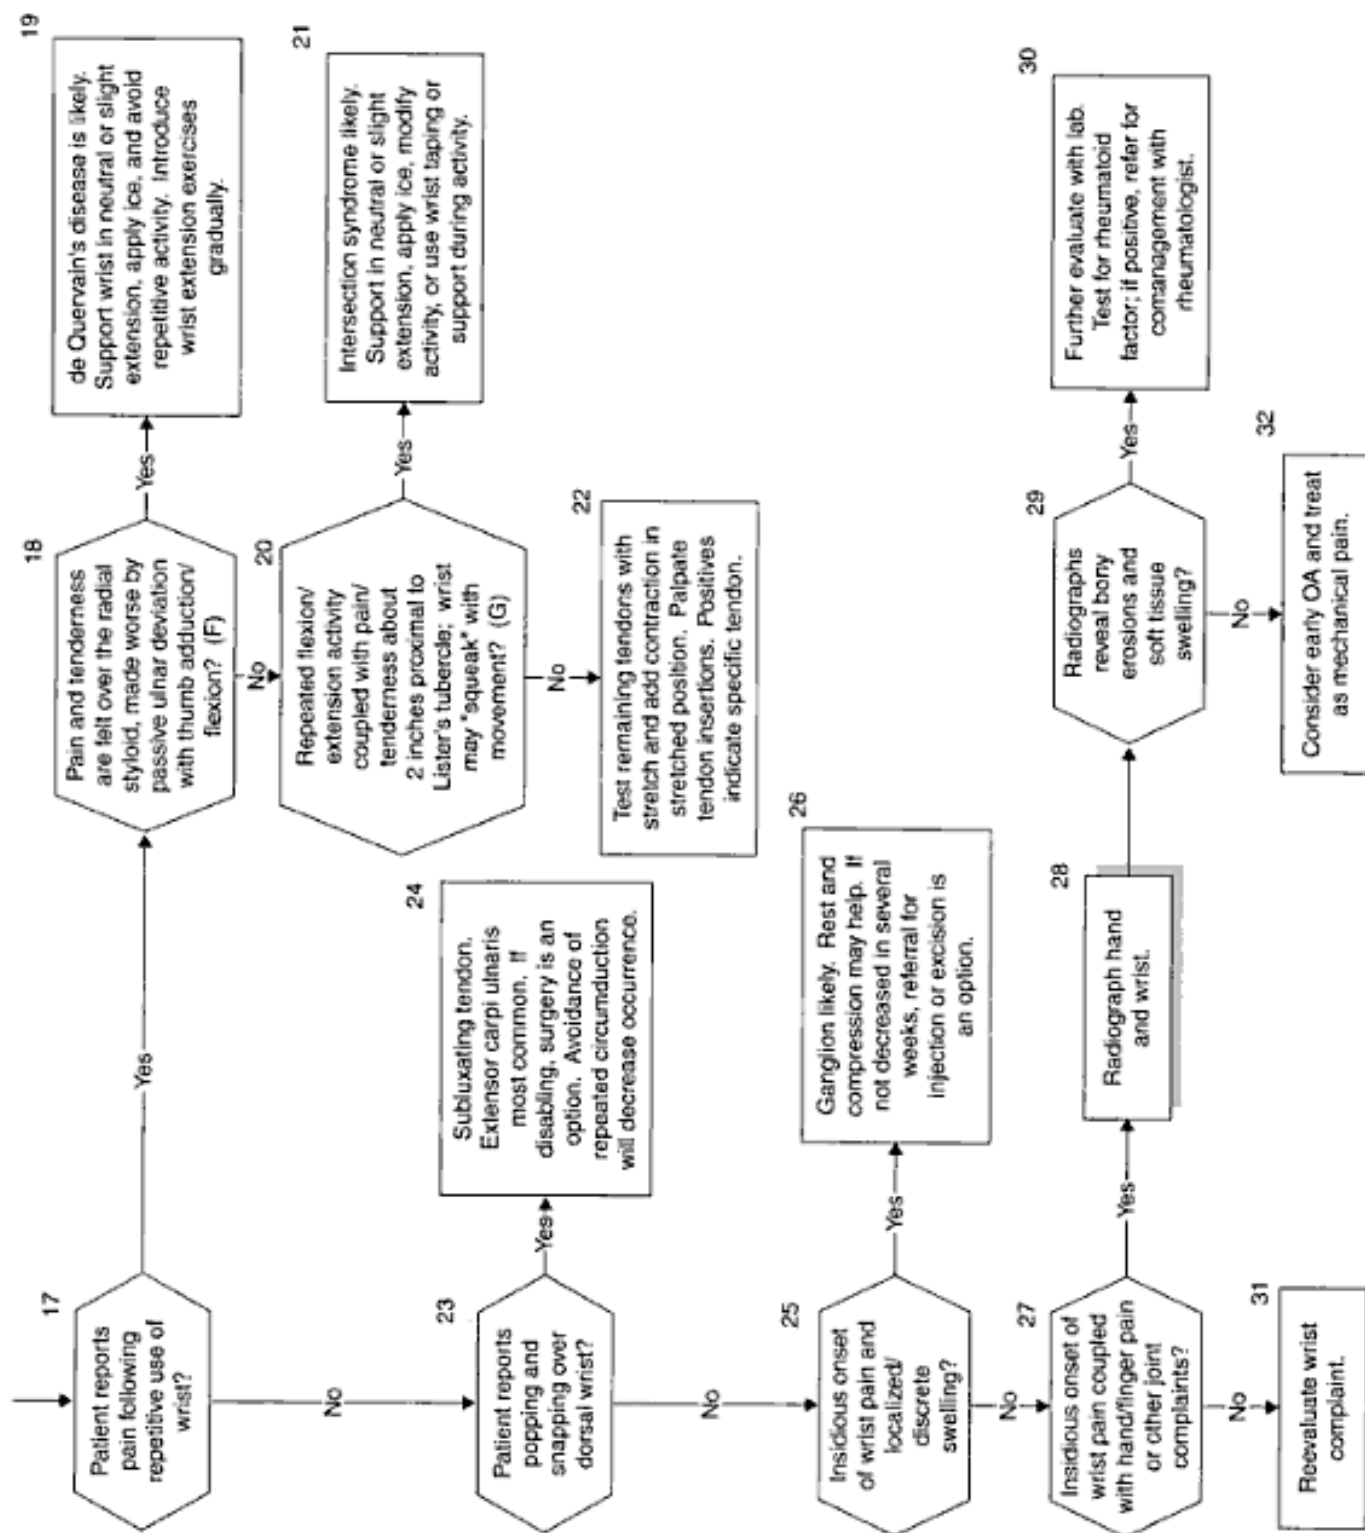 17
Patient reports
pain following
repetitive use of
wrist?
Yes
No
18
Pain and tenderness
are felt over the radial
styloid, made worse by
passive ulnar deviation
with thumb adduction/
flexion? (F)
Yes
No
19
de Quervain's disease is likely.
Support wrist in neutral or slight
extension, apply ice, and avoid
repetitive activity. Introduce
wrist extension exercises
gradually.
20
Repeated flexion/
extension activity
coupled with pain/
tenderness about
2 inches proximal to
Lister's tubercle; wrist
may "squeak" with
movement? (G)
Yes
No
21
Intersection syndrome likely.
Support in neutral or slight
extension, apply ice, modify
activity, or use wrist taping or
support during activity.
22
Test remaining tendons with
stretch and add contraction in
stretched position. Palpate
tendon insertions. Positives
indicate specific tendon.
23
Patient reports
popping and
snapping over
dorsal wrist?
Yes
No
24
Subluxating tendon.
Extensor carpi ulnaris
most common. If
disabling, surgery is an
option. Avoidance of
repeated circumduction
will decrease occurrence.
25
Insidious onset
of wrist pain and
localized/
discrete
swelling?
Yes
No
26
Ganglion likely. Rest and
compression may help. If
not decreased in several
weeks, referral for
injection or excision is
an option.
27
Insidious onset of
wrist pain coupled
with hand/finger pain
or other joint
complaints?
Yes
No
28
Radiograph hand
and wrist.
29
Radiographs
reveal bony
erosions and
soft tissue
swelling?
Yes
No
30
Further evaluate with lab.
Test for rheumatoid
factor; if positive, refer for
comanagement with
rheumatologist.
31
Reevaluate wrist
complaint.
32
Consider early OA and treat
as mechanical pain.